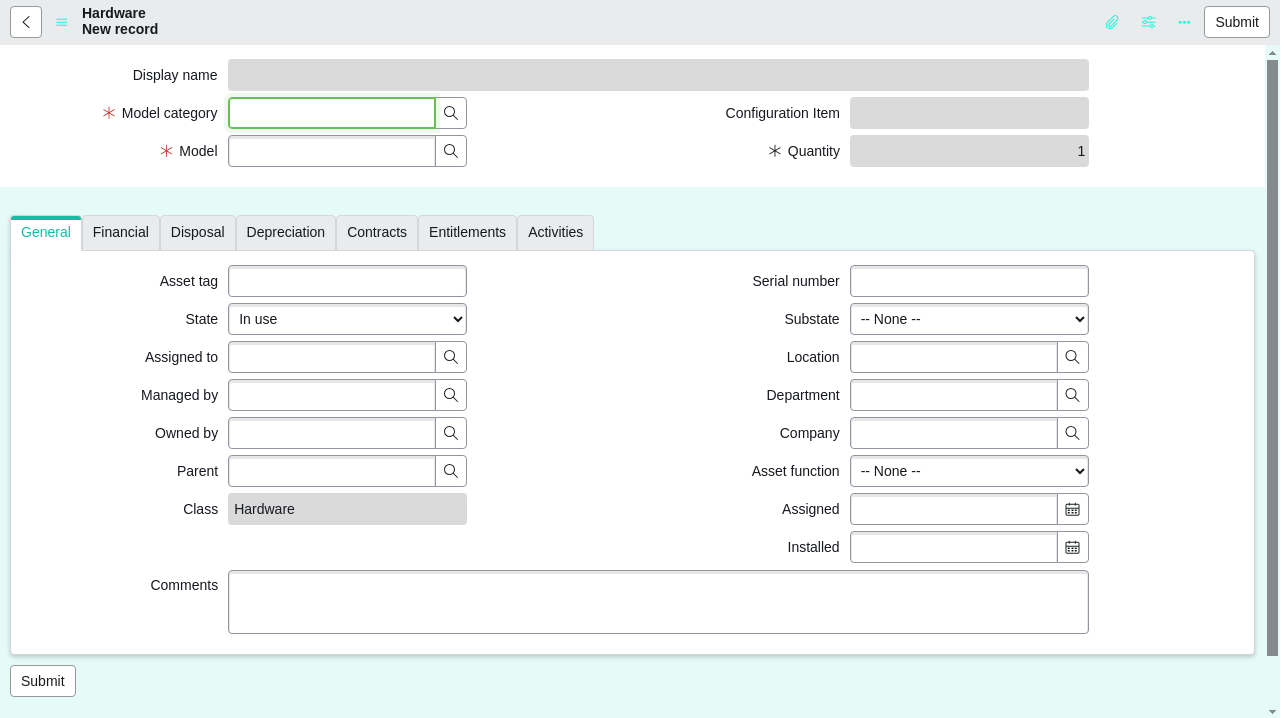 Hardware
New record
Submit
Display name
Model category
Configuration Item
Model
Quantity
1
General
Financial
Disposal
Depreciation
Contracts
Entitlements
Activities
Asset tag
Serial number
State
In use
Substate
-- None --
Assigned to
Location
Managed by
Department
Owned by
Company
Parent
Asset function
-- None --
Class
Hardware
Assigned
Installed
Comments
Submit